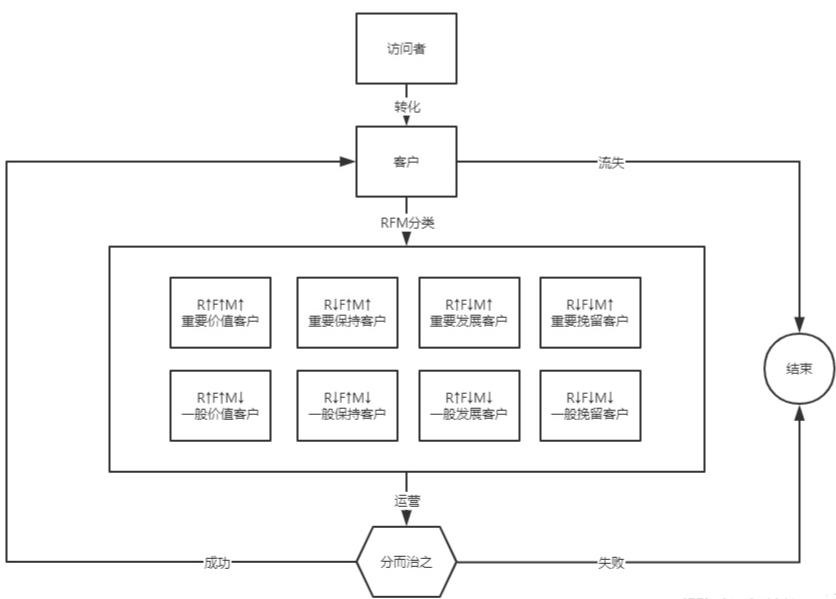 访问者
转化
客户
流失
RFM分类
R↑F↑M↑
重要价值客户
R↓F↑M↑
重要保持客户
R↑F↓M↑
重要发展客户
R↓F↓M↑
重要挽留客户
结束
R↑F↑M↓
一般价值客户
R↓F↑M↓
一般保持客户
R↑F↓M↓
一般发展客户
R↓F↓M↓
一般挽留客户
运营
成功
分而治之
失败